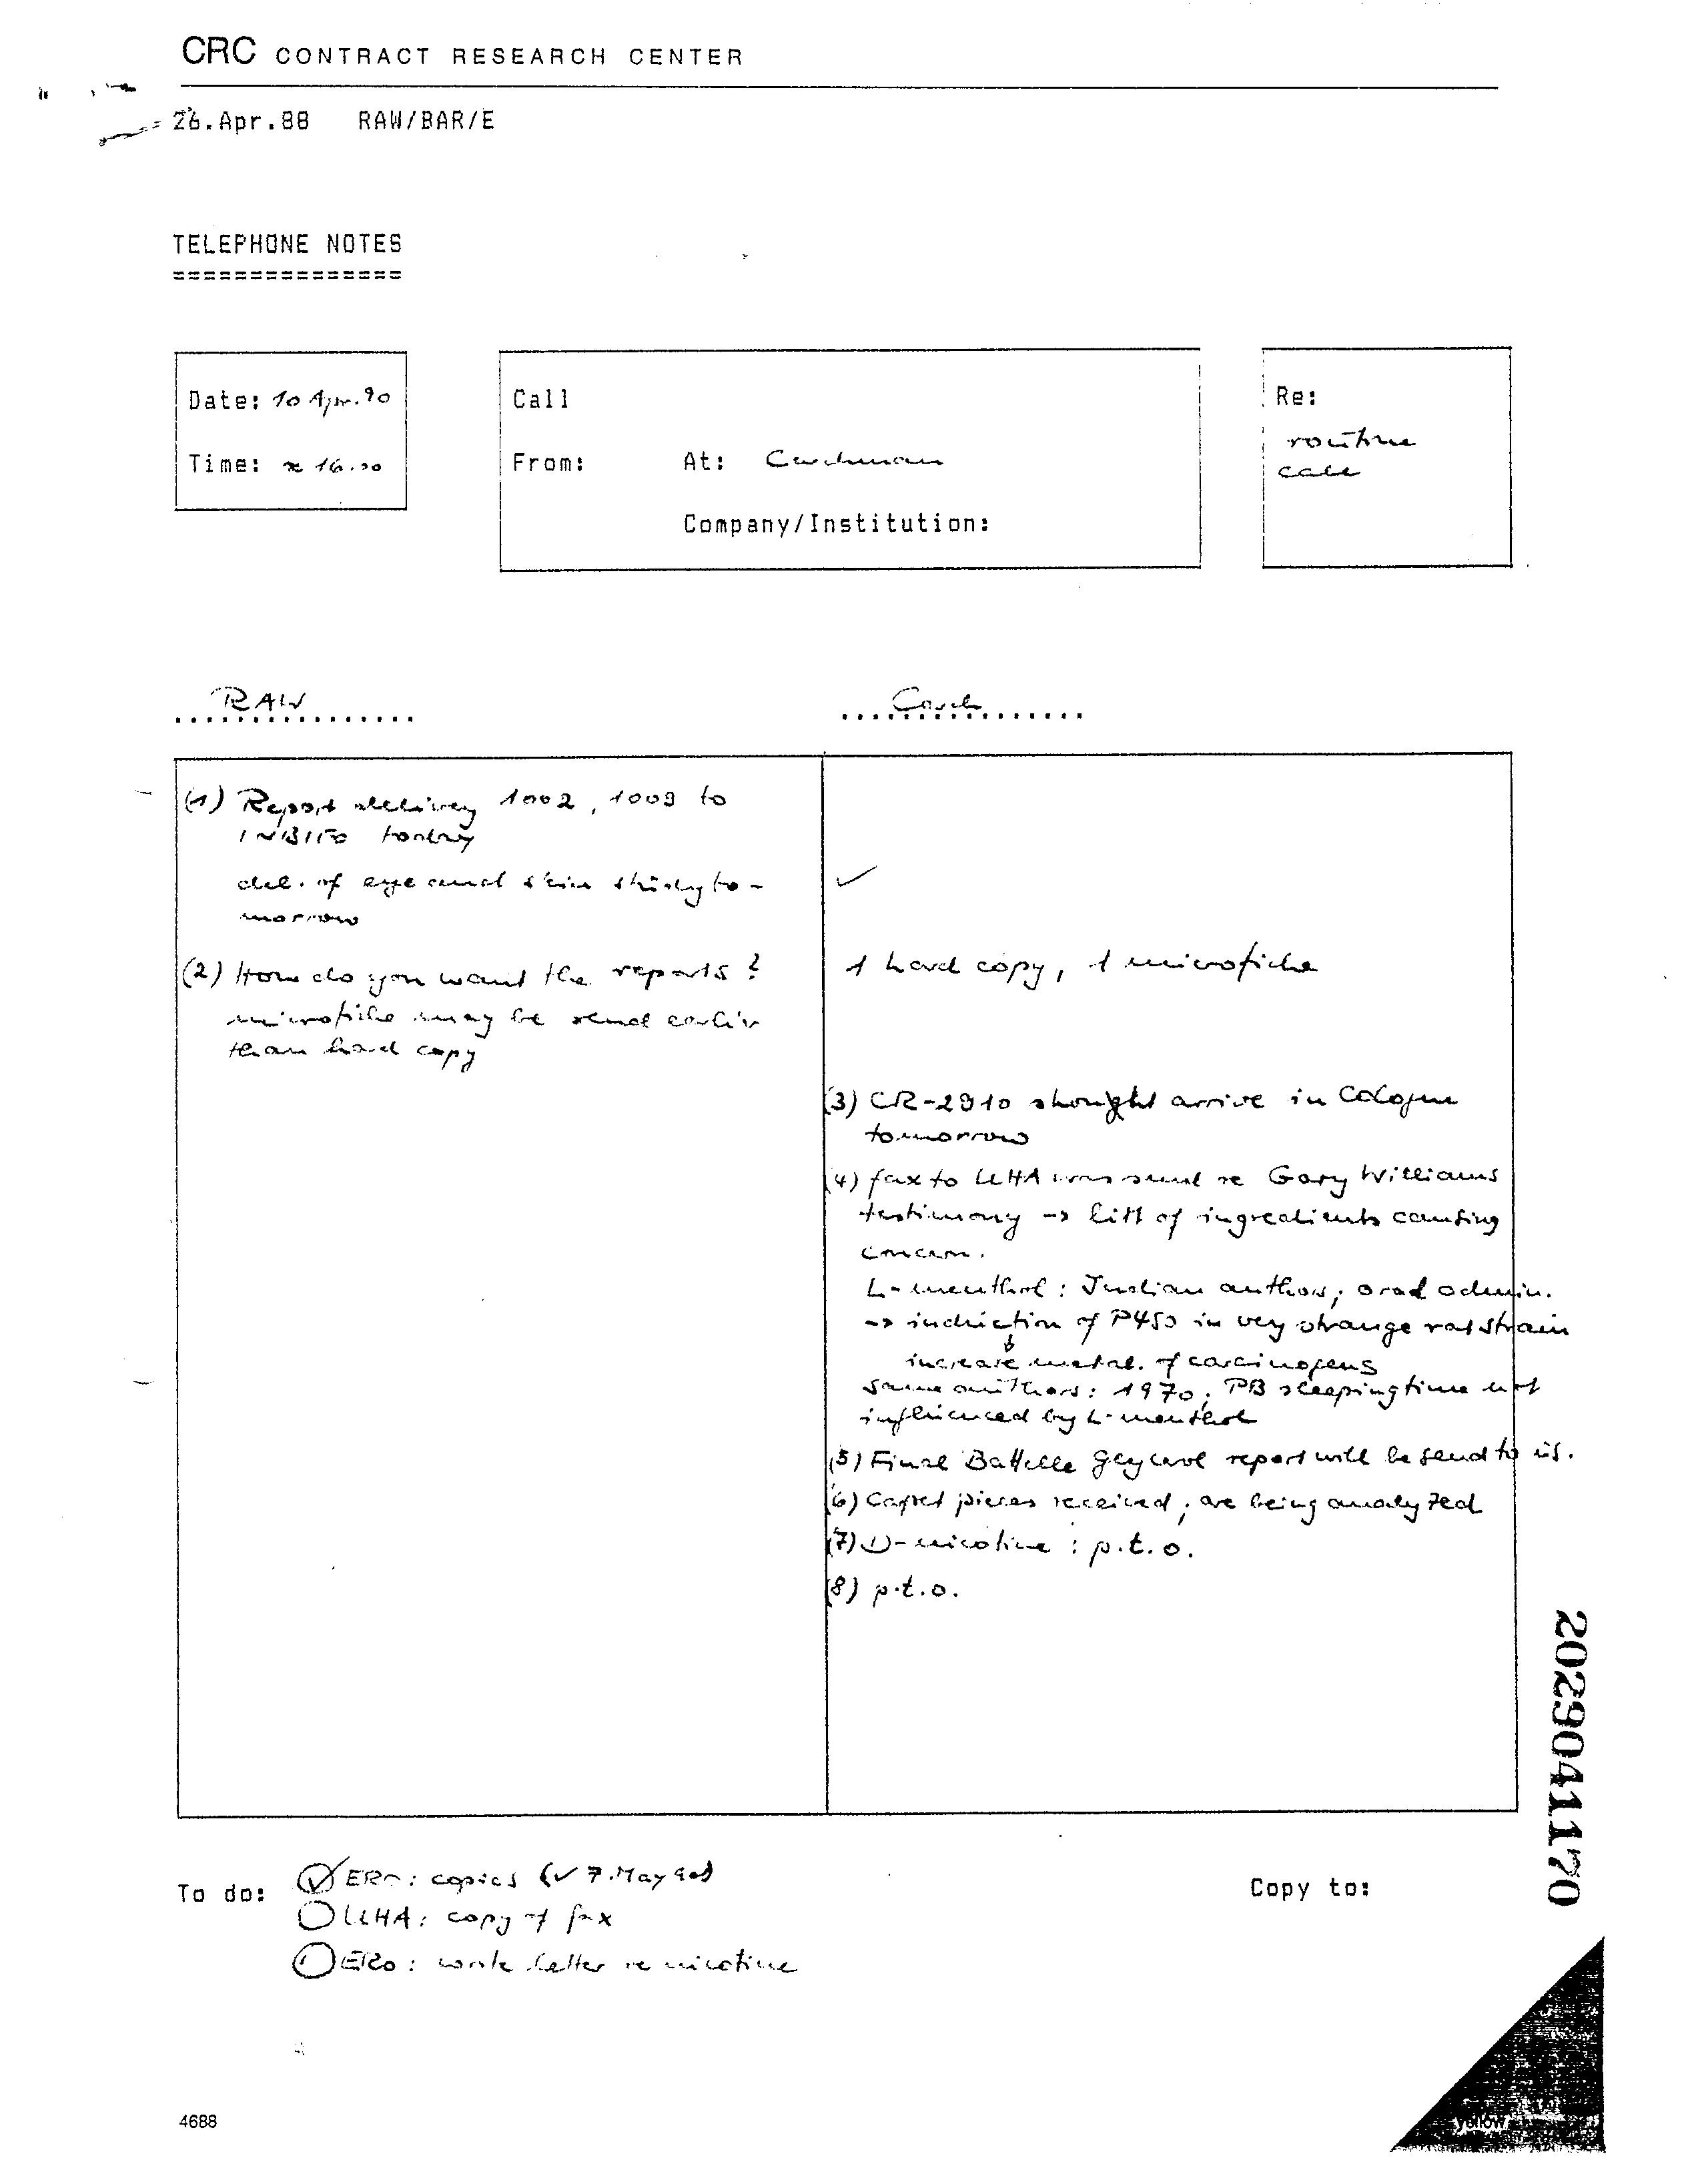 CRC CONTRACT RESEARCH CENTER
26.Apr.88 RAW/BAR/E
TELEPHONE NOTES
===============
Date: 10 Apr. 90
Time: ≈ 16.00
Call
From: At: Carchman
Company/Institution:
Re:
routine
call
RAW
Carch
(1) Report delivery 1002, 1009 to
INBIFO today
del. of eye and skin study to-
morrow
✓
(2) How do you want the reports?
microfiche may be send earlier
than hard copy
1 hard copy, 1 microfiche
(3) CR-2910 shought arrive in Cologne
tomorrow
(4) fax to UHA was send re Gary Williams
testimony -> list of ingredients causing
concern.
L-menthol: Indian authors; oral admin.
-> induction of P450 in very strange rat strain
increase metab. of carcinogens
same authors: 1970: PB sleeping time not
influenced by L-menthol
(5) Final Battelle glycerol report will be send to us.
(6) Carpet pieces received; are being analyzed
(7) D-nicotine: p.t.o.
(8) p.t.o.
To do: ERo: copies (✓ 7. May 90)
UHA: copy of fax
ERo: write letter re nicotine
Copy to:
2029041170
4688
yellow